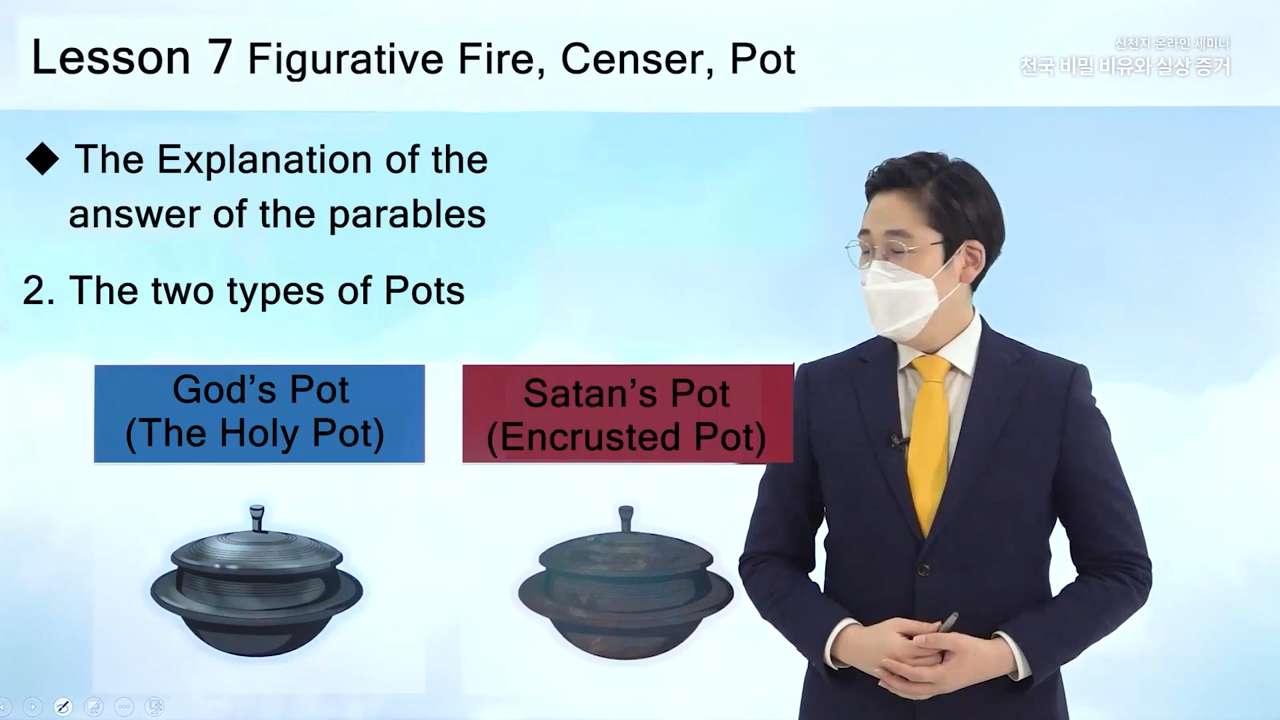 Lesson 7 Figurative Fire, Censer, Pot
신천지 온라인 세미나
천국 비밀 비유와 실상 증거
◆ The Explanation of the
answer of the parables
2. The two types of Pots
God's Pot
(The Holy Pot)
Satan's Pot
(Encrusted Pot)